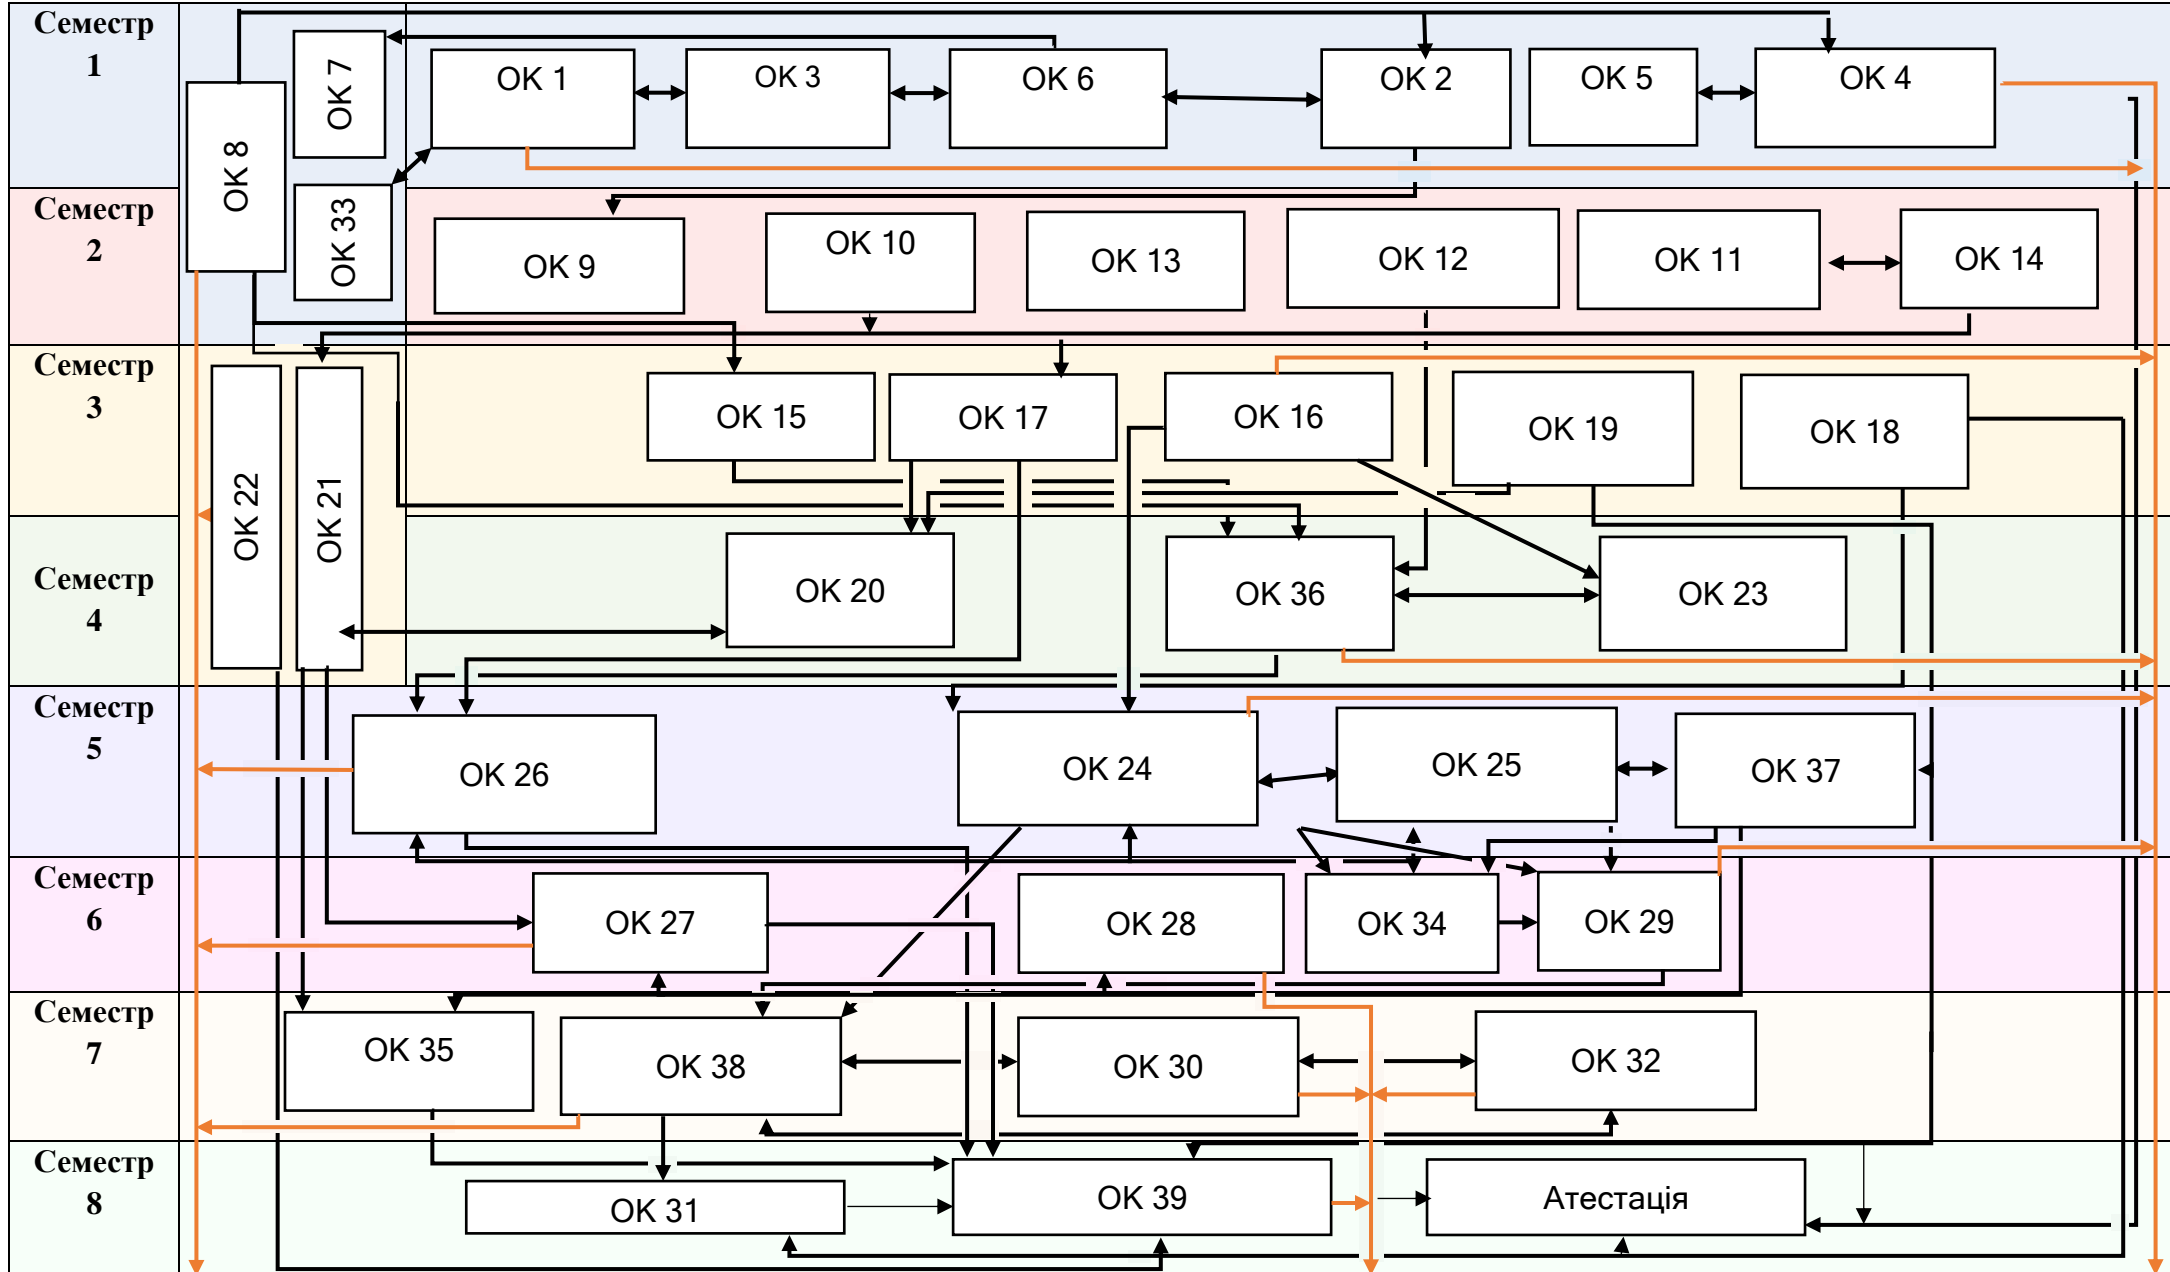 Семестр
1
ОК 8
ОК 7
ОК 33
ОК 1
ОК 3
ОК 6
ОК 2
ОК 5
ОК 4
Семестр
2
ОК 9
ОК 10
ОК 13
ОК 12
ОК 11
ОК 14
Семестр
3
ОК 22
ОК 21
ОК 15
ОК 17
ОК 16
ОК 19
ОК 18
Семестр
4
ОК 20
ОК 36
ОК 23
Семестр
5
ОК 26
ОК 24
ОК 25
ОК 37
Семестр
6
ОК 27
ОК 28
ОК 34
ОК 29
Семестр
7
ОК 35
ОК 38
ОК 30
ОК 32
Семестр
8
ОК 31
ОК 39
Атестація